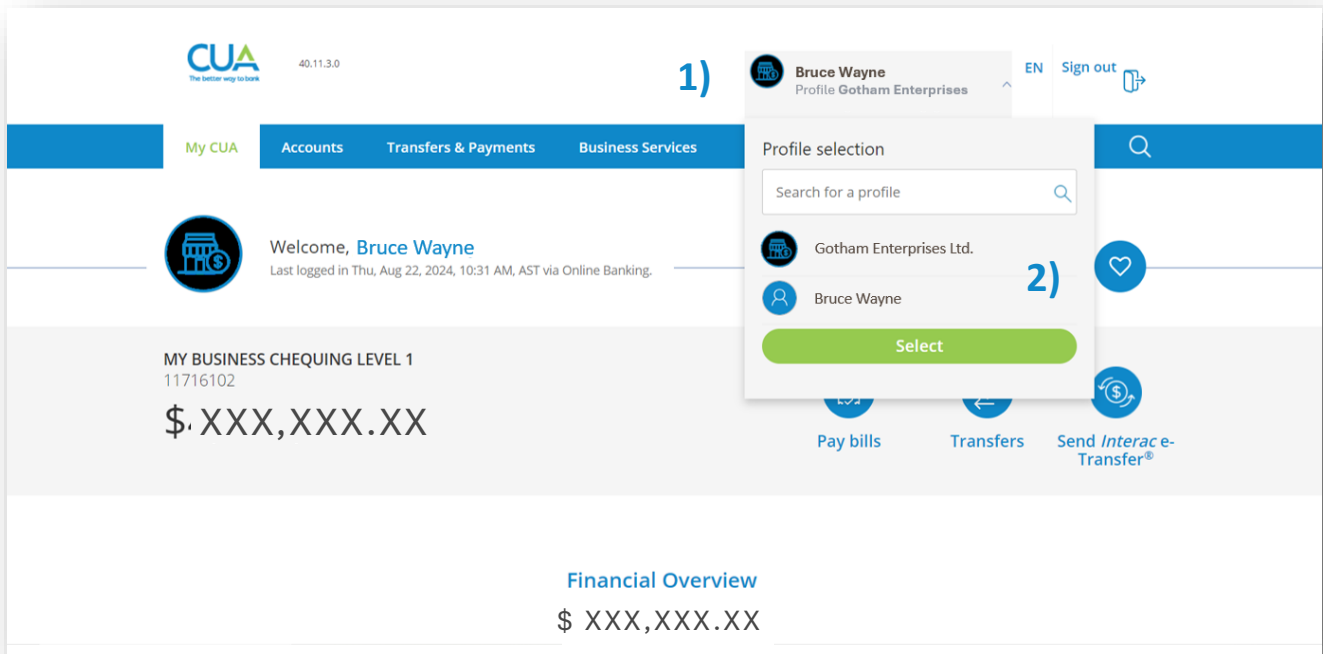 CUA
The better way to bank
40.11.3.0
1)
Bruce Wayne
Profile Gotham Enterprises
EN
Sign out
My CUA
Accounts
Transfers & Payments
Business Services
Profile selection
Search for a profile
Gotham Enterprises Ltd.
2)
Bruce Wayne
Select
Welcome, Bruce Wayne
Last logged in Thu, Aug 22, 2024, 10:31 AM, AST via Online Banking.
MY BUSINESS CHEQUING LEVEL 1
11716102
$ XXX,XXX.XX
Pay bills
Transfers
Send Interac e-
Transfer®
Financial Overview
$ XXX,XXX.XX